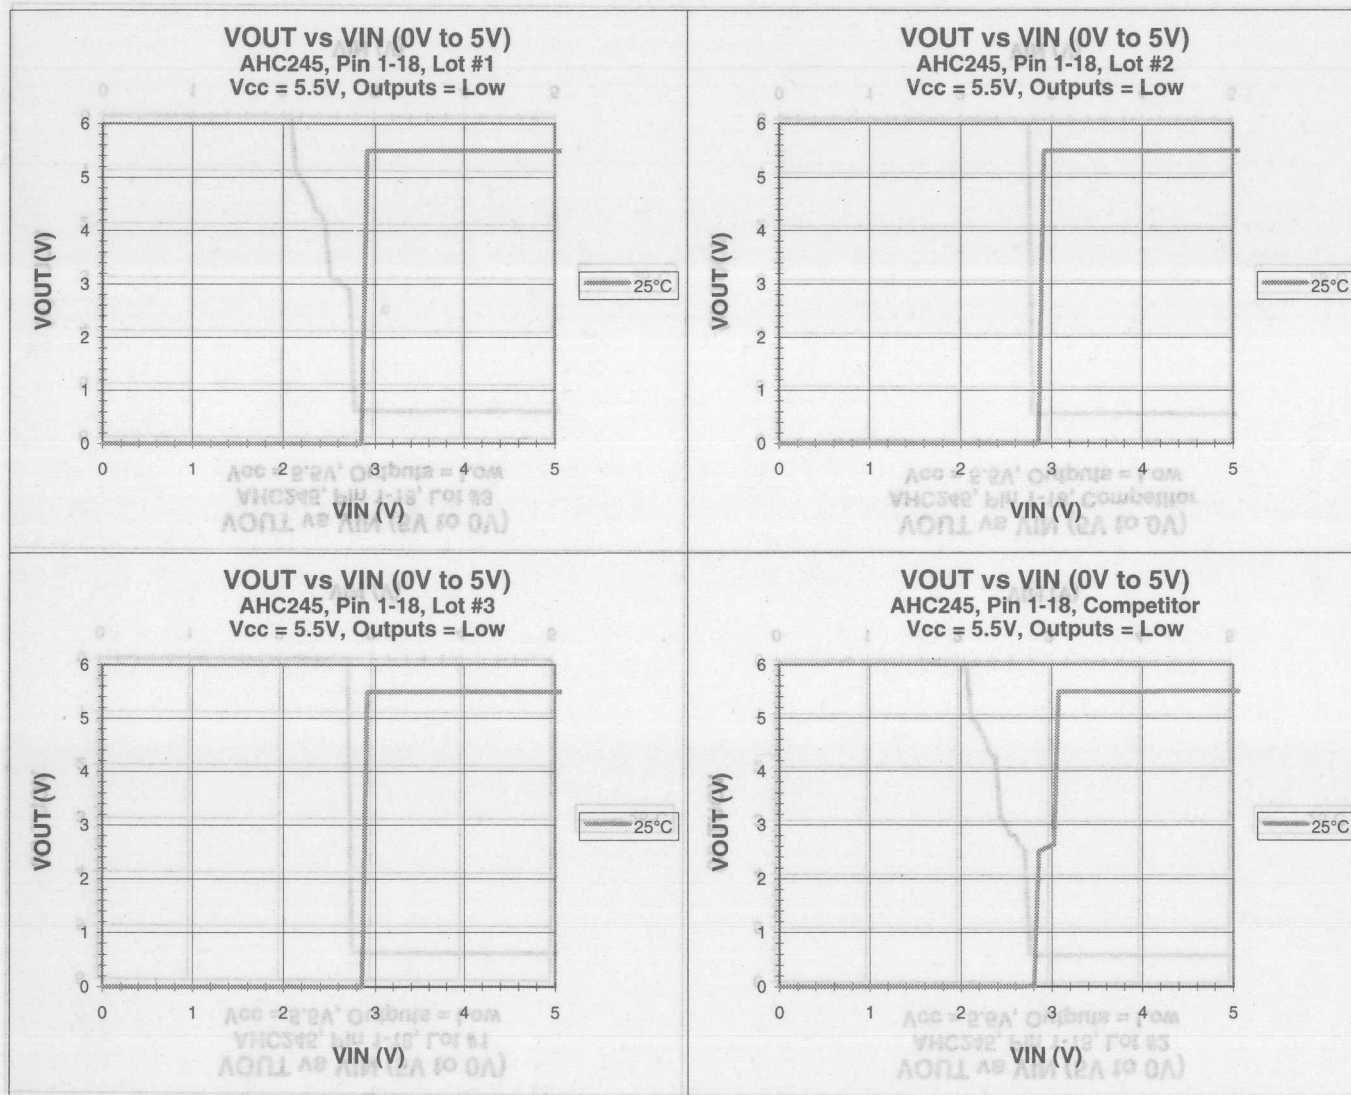 VOUT vs VIN (0V to 5V)
AHC245, Pin 1-18, Lot #1
Vcc = 5.5V, Outputs = Low
6
5
4
3
2
1
0
0 1 2 3 4 5
VOUT (V)
VIN (V)
25°C
VOUT vs VIN (0V to 5V)
AHC245, Pin 1-18, Lot #2
Vcc = 5.5V, Outputs = Low
6
5
4
3
2
1
0
0 1 2 3 4 5
VOUT (V)
VIN (V)
25°C
VOUT vs VIN (0V to 5V)
AHC245, Pin 1-18, Lot #3
Vcc = 5.5V, Outputs = Low
6
5
4
3
2
1
0
0 1 2 3 4 5
VOUT (V)
VIN (V)
25°C
VOUT vs VIN (0V to 5V)
AHC245, Pin 1-18, Competitor
Vcc = 5.5V, Outputs = Low
6
5
4
3
2
1
0
0 1 2 3 4 5
VOUT (V)
VIN (V)
25°C